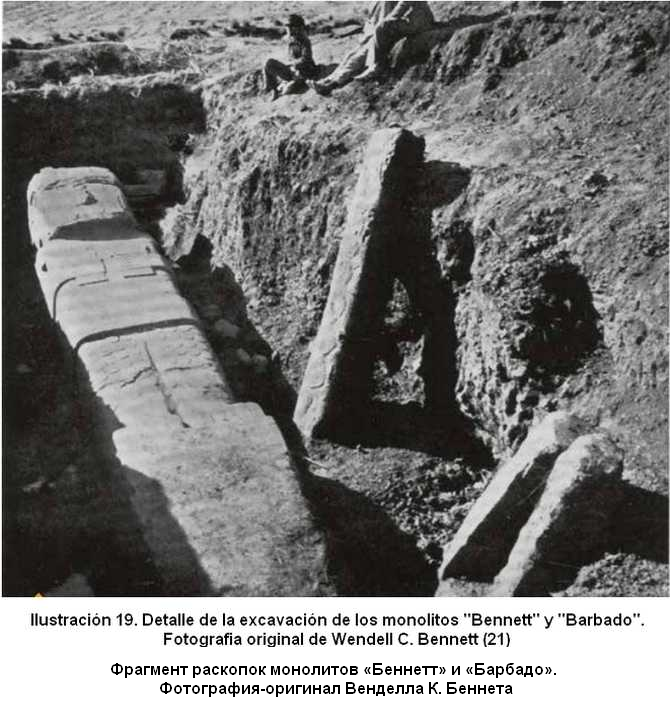 Ilustración 19. Detalle de la excavación de los monolitos "Bennett" y "Barbado".
Fotografia original de Wendell C. Bennett (21)
Фрагмент раскопок монолитов «Беннетт» и «Барбадо».
Фотография-оригинал Венделла К. Беннета